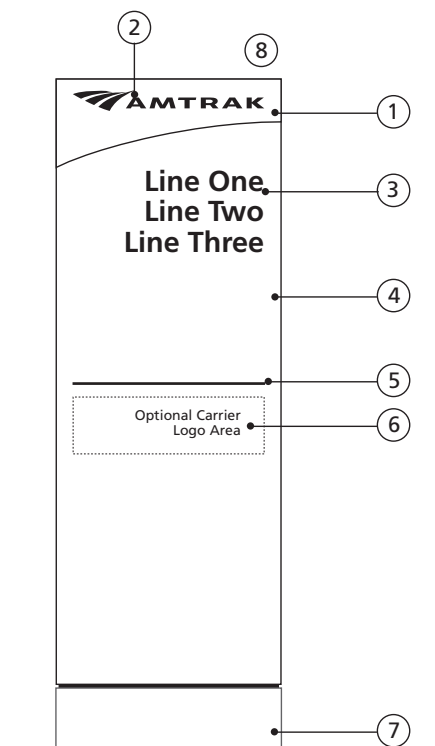 2
8
AMTRAK
1
Line One
3
Line Two
Line Three
4
5
Optional Carrier
Logo Area
6
7